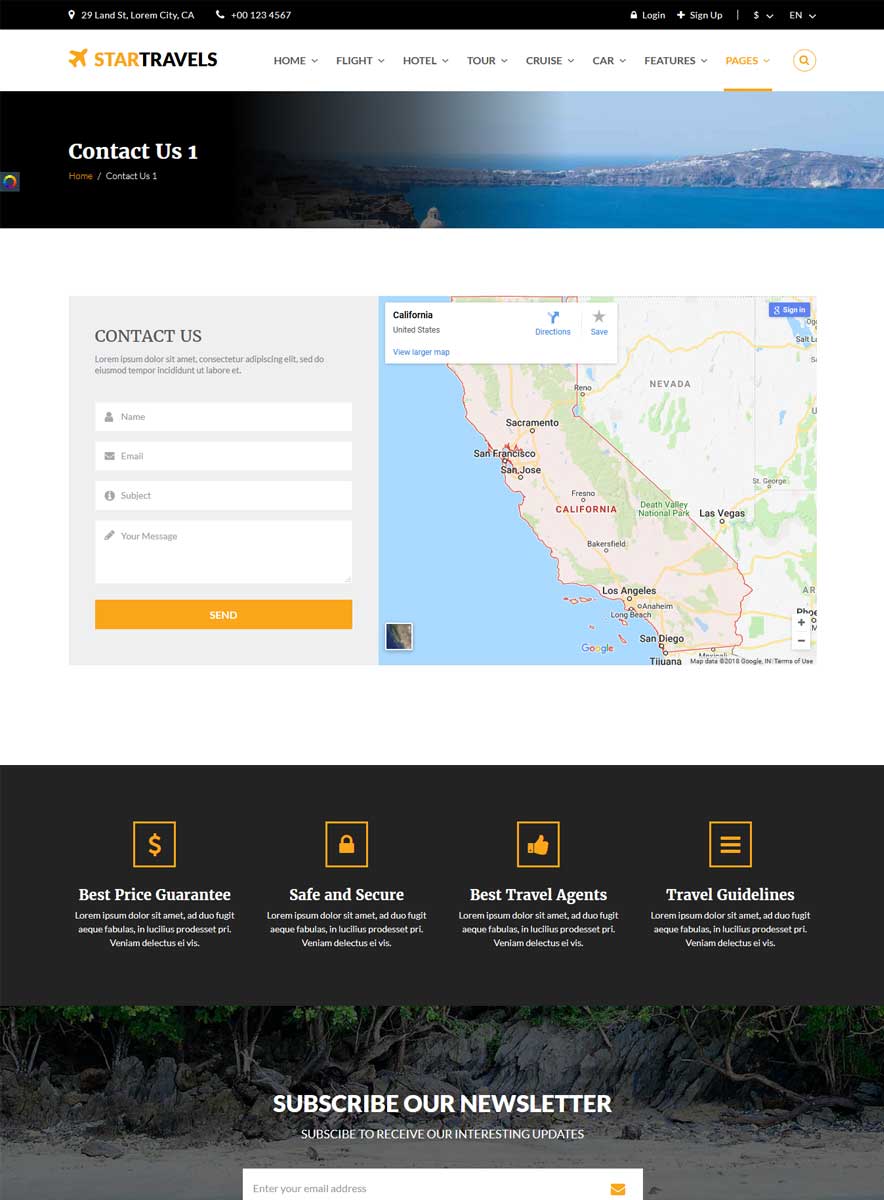 29 Land St, Lorem City, CA +00 123 4567 Login Sign Up | $ EN
STARTRAVELS HOME FLIGHT HOTEL TOUR CRUISE CAR FEATURES PAGES
Contact Us 1
Home / Contact Us 1
CONTACT US
Lorem ipsum dolor sit amet, consectetur adipiscing elit, sed do
eiusmod tempor incididunt ut labore et.
Name
Email
Subject
Your Message
SEND
California
United States
Directions
Save
View larger map
Sign in
Salt L
NEVADA
Reno
Sacramento
San Francisco
San Jose
Fresno
CALIFORNIA
Death Valley
National Park
St. George
Las Vegas
Bakersfield
Los Angeles
Anaheim
Long Beach
AR
San Diego
Tijuana
Mexicali
+
−
Google
Map data ©2018 Google, INEGI Terms of Use
$
Best Price Guarantee
Lorem ipsum dolor sit amet, ad duo fugit
aeque fabulas, in lucilius prodesset pri.
Veniam delectus ei vis.
Safe and Secure
Lorem ipsum dolor sit amet, ad duo fugit
aeque fabulas, in lucilius prodesset pri.
Veniam delectus ei vis.
Best Travel Agents
Lorem ipsum dolor sit amet, ad duo fugit
aeque fabulas, in lucilius prodesset pri.
Veniam delectus ei vis.
Travel Guidelines
Lorem ipsum dolor sit amet, ad duo fugit
aeque fabulas, in lucilius prodesset pri.
Veniam delectus ei vis.
SUBSCRIBE OUR NEWSLETTER
SUBSCIBE TO RECEIVE OUR INTERESTING UPDATES
Enter your email address